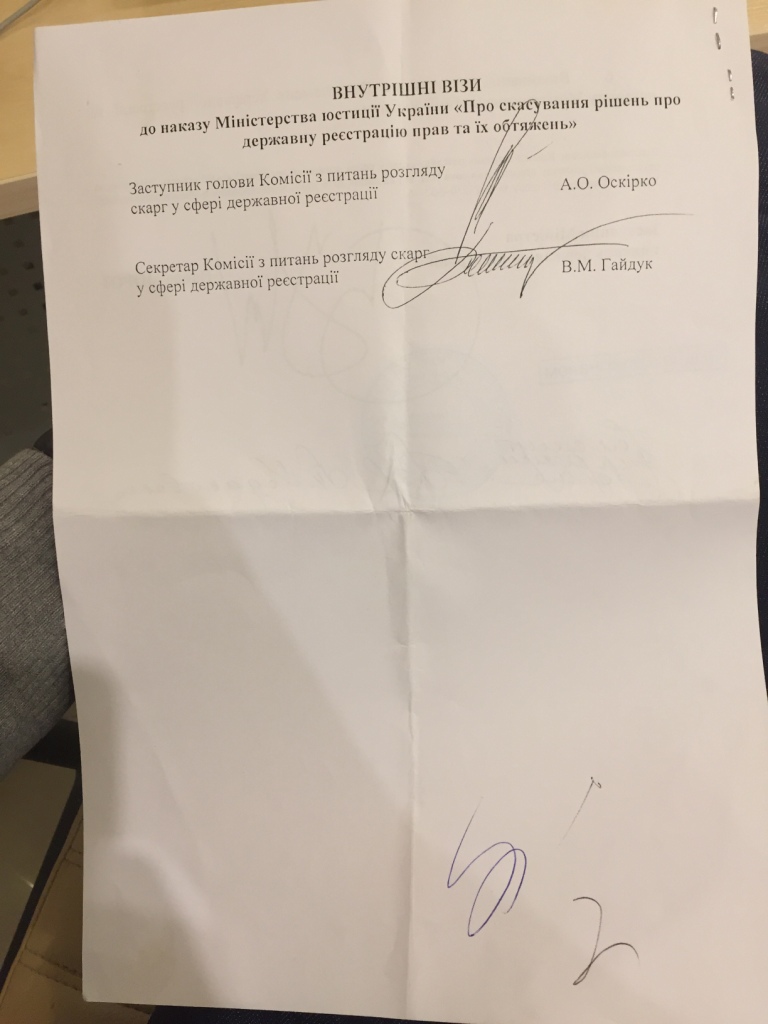 ВНУТРІШНІ ВІЗИ
до наказу Міністерства юстиції України «Про скасування рішень про
державну реєстрацію прав та їх обтяжень»
Заступник голови Комісії з питань розгляду
скарг у сфері державної реєстрації
А.О. Оскірко
Секретар Комісії з питань розгляду скарг
у сфері державної реєстрації
В.М. Гайдук